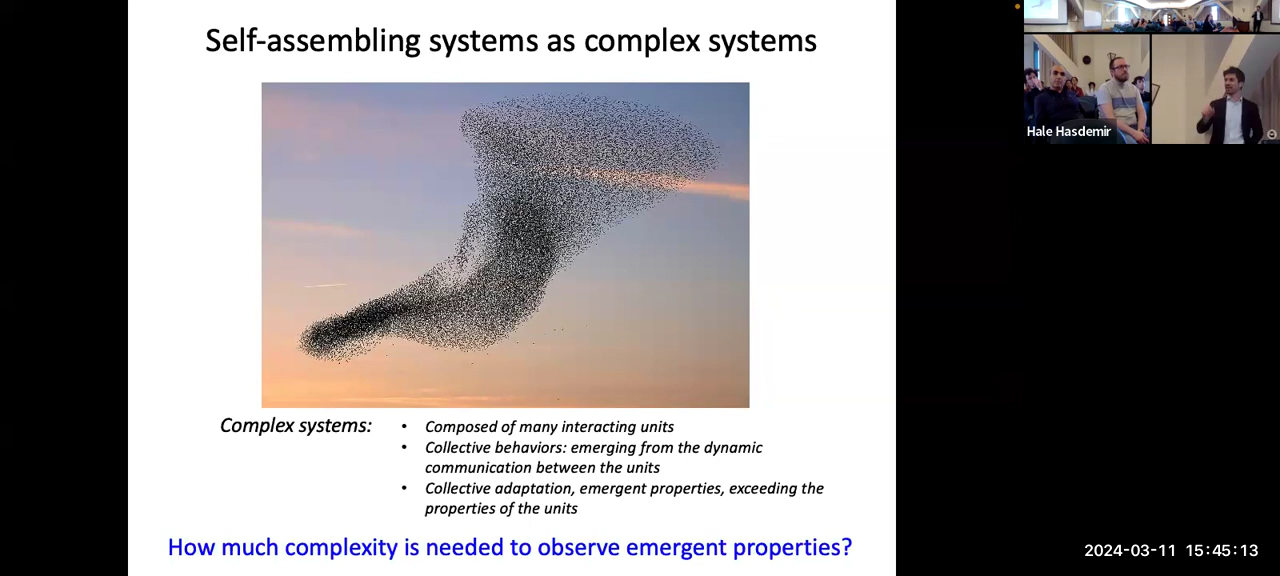 Self-assembling systems as complex systems
Hale Hasdemir
Complex systems:
• Composed of many interacting units
• Collective behaviors: emerging from the dynamic
communication between the units
• Collective adaptation, emergent properties, exceeding the
properties of the units
How much complexity is needed to observe emergent properties?
2024-03-11 15:45:13